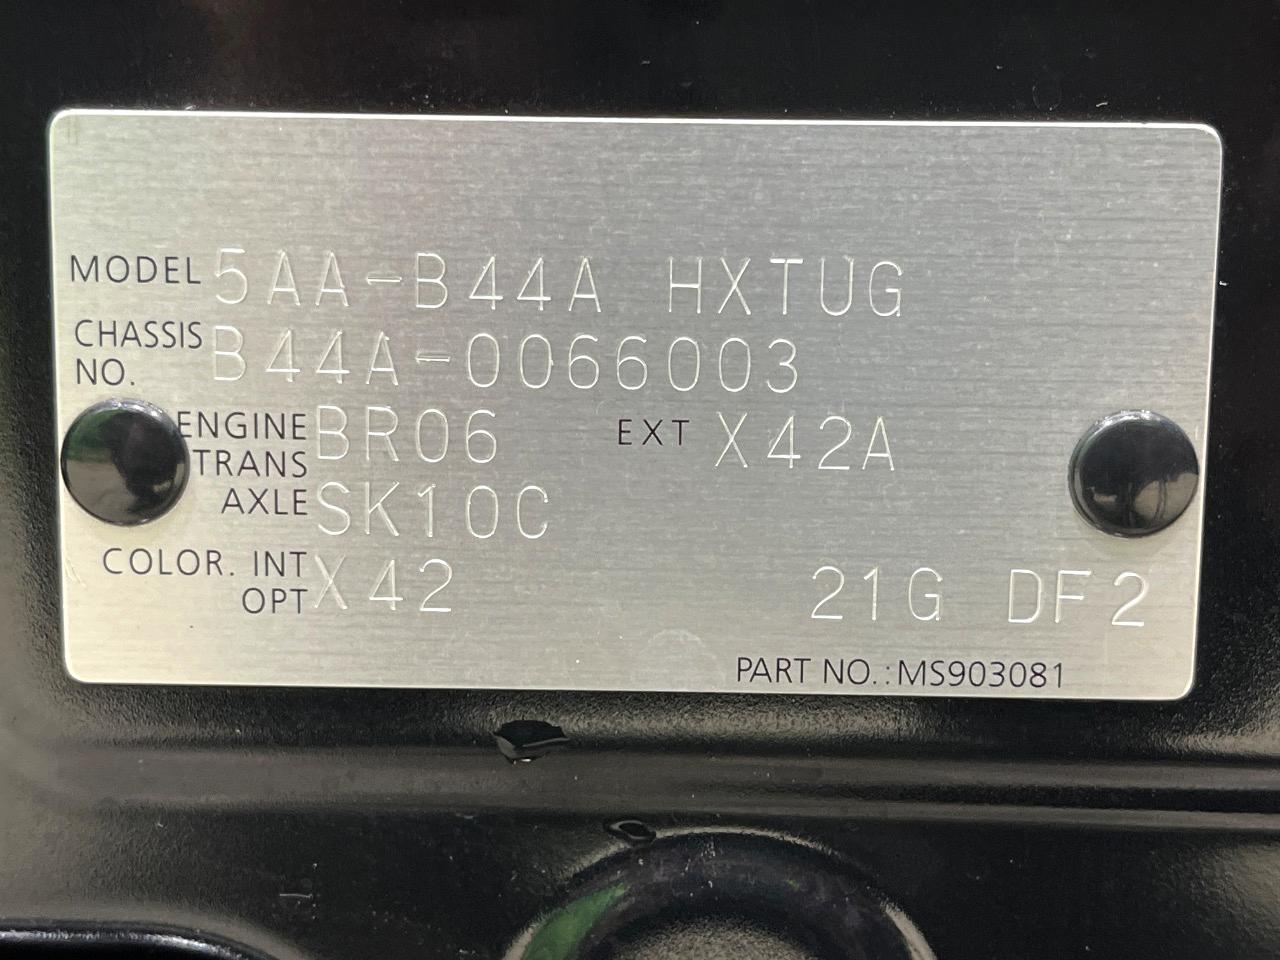 MODEL 5AA-B44A HXTUG
CHASSIS NO. B44A-0066003
ENGINE BR06 EXT X42A
TRANS
AXLE SK10C
COLOR. INT X42 21G DF2
OPT
PART NO.:MS903081